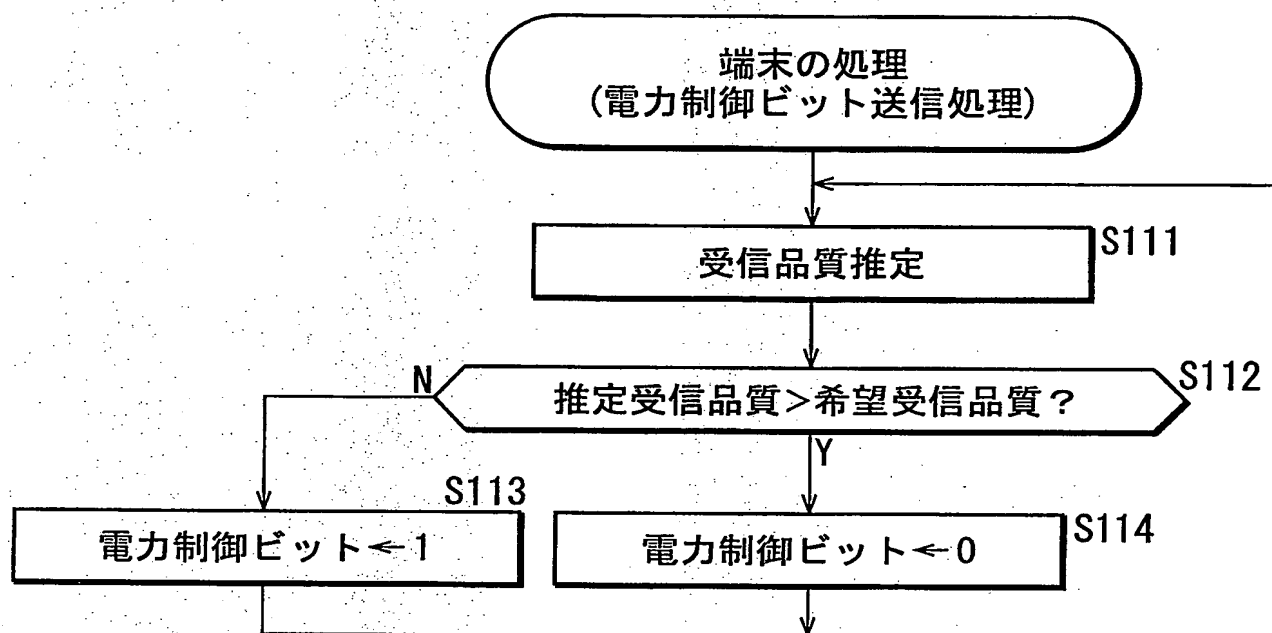 端末の処理
(電力制御ビット送信処理)
受信品質推定
S111
N
推定受信品質>希望受信品質?
S112
Y
S113
電力制御ビット←1
電力制御ビット←0
S114